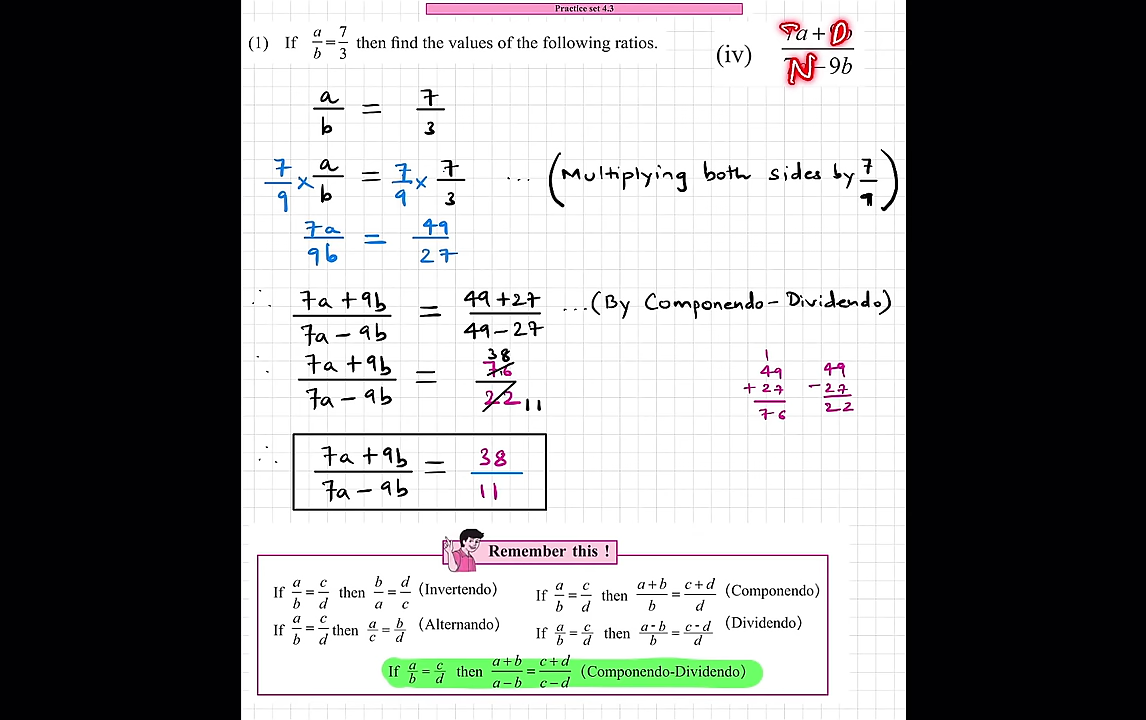 Practice set 4.3
(1) If a/b = 7/3 then find the values of the following ratios.
(iv) 7a + D / N - 9b
a/b = 7/3
7/9 × a/b = 7/9 × 7/3 ... (Multiplying both sides by 7/9)
7a/9b = 49/27
∴ 7a + 9b / 7a - 9b = 49 + 27 / 49 - 27 ... (By Componendo - Dividendo)
∴ 7a + 9b / 7a - 9b = 76 / 22
38
11
1
49 + 27 76
49 - 27 22
∴ 7a + 9b / 7a - 9b = 38 / 11
Remember this !
If a/b = c/d then b/a = d/c (Invertendo)
If a/b = c/d then a+b/b = c+d/d (Componendo)
If a/b = c/d then a/c = b/d (Alternando)
If a/b = c/d then a-b/b = c-d/d (Dividendo)
If a/b = c/d then a+b/a-b = c+d/c-d (Componendo-Dividendo)